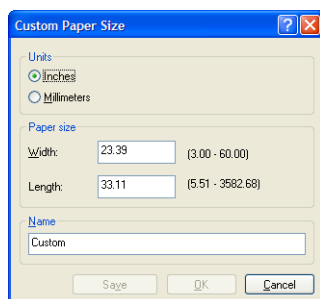 Custom Paper Size
Units
Inches
Millimeters
Paper size
Width: 23.39 (3.00 - 60.00)
Length: 33.11 (5.51 - 3582.68)
Name
Custom
Save OK Cancel